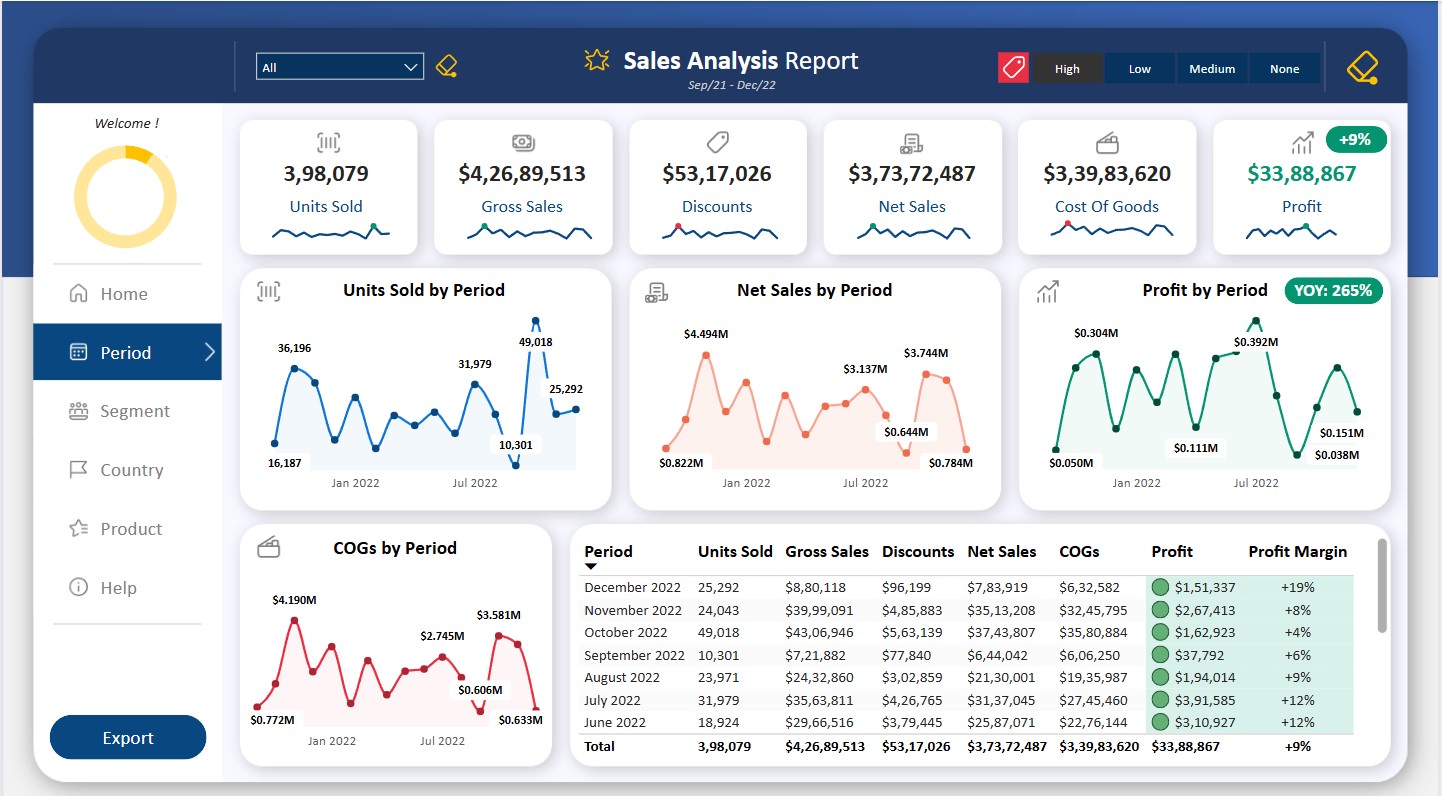 All
Sales Analysis Report
Sep/21 - Dec/22
High
Low
Medium
None
Welcome !
Home
Period
Segment
Country
Product
Help
Export
3,98,079
Units Sold
$4,26,89,513
Gross Sales
$53,17,026
Discounts
$3,73,72,487
Net Sales
$3,39,83,620
Cost Of Goods
+9%
$33,88,867
Profit
Units Sold by Period
36,196
16,187
31,979
49,018
10,301
25,292
Jan 2022
Jul 2022
Net Sales by Period
$4.494M
$0.822M
$3.137M
$3.744M
$0.644M
$0.784M
Jan 2022
Jul 2022
Profit by Period
YOY: 265%
$0.304M
$0.050M
$0.111M
$0.392M
$0.151M
$0.038M
Jan 2022
Jul 2022
COGs by Period
$4.190M
$0.772M
$2.745M
$3.581M
$0.606M
$0.633M
Jan 2022
Jul 2022
Period Units Sold Gross Sales Discounts Net Sales COGs Profit Profit Margin
December 2022 25,292 $8,80,118 $96,199 $7,83,919 $6,32,582 $1,51,337 +19%
November 2022 24,043 $39,99,091 $4,85,883 $35,13,208 $32,45,795 $2,67,413 +8%
October 2022 49,018 $43,06,946 $5,63,139 $37,43,807 $35,80,884 $1,62,923 +4%
September 2022 10,301 $7,21,882 $77,840 $6,44,042 $6,06,250 $37,792 +6%
August 2022 23,971 $24,32,860 $3,02,859 $21,30,001 $19,35,987 $1,94,014 +9%
July 2022 31,979 $35,63,811 $4,26,765 $31,37,045 $27,45,460 $3,91,585 +12%
June 2022 18,924 $29,66,516 $3,79,445 $25,87,071 $22,76,144 $3,10,927 +12%
Total 3,98,079 $4,26,89,513 $53,17,026 $3,73,72,487 $3,39,83,620 $33,88,867 +9%